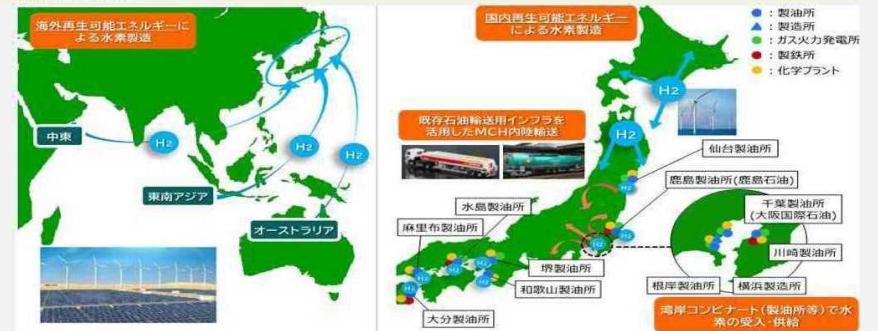 海外再生可能エネルギーに
よる水素製造
中東
H2
H2
H2
東南アジア
オーストラリア
国内再生可能エネルギー
による水素製造
●：製油所
▲：製造所
●：ガス火力発電所
●：製鉄所
●：化学プラント
H2
H2
既存石油輸送用インフラを
活用したMCH内陸輸送
仙台製油所
H2
鹿島製油所(鹿島石油)
水島製油所
麻里布製油所
千葉製油所
(大阪国際石油)
川崎製油所
H2
H2
H2
H2
H2
H2
堺製油所
和歌山製油所
根岸製油所
横浜製造所
大分製油所
湾岸コンビナート(製油所等)で水
素の受入・供給